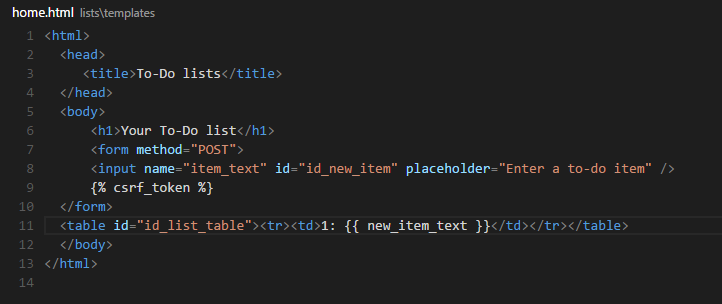 home.html lists\templates
1 <html>
2 <head>
3 <title>To-Do lists</title>
4 </head>
5 <body>
6 <h1>Your To-Do list</h1>
7 <form method="POST">
8 <input name="item_text" id="id_new_item" placeholder="Enter a to-do item" />
9 {% csrf_token %}
10 </form>
11 <table id="id_list_table"><tr><td>1: {{ new_item_text }}</td></tr></table>
12 </body>
13 </html>
14